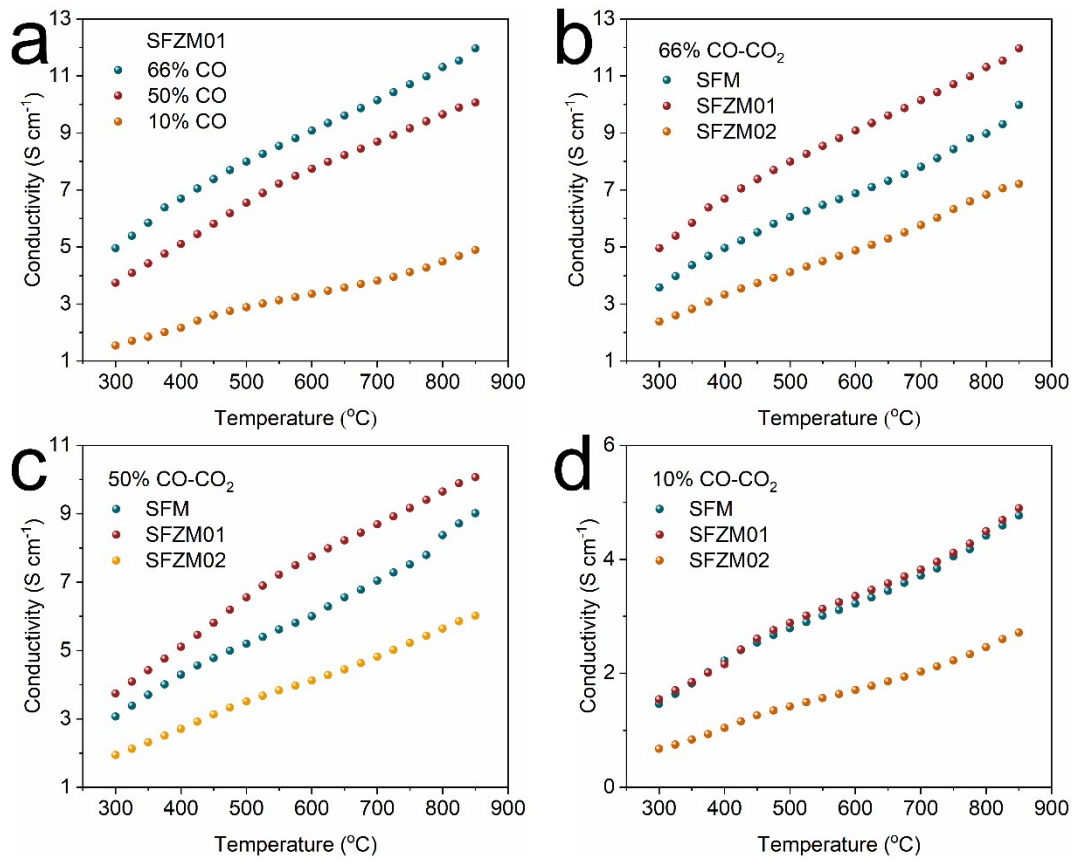 a
SFZM01
66% CO
50% CO
10% CO
13
11
9
7
5
3
1
Conductivity (S cm⁻¹)
300 400 500 600 700 800 900
Temperature (°C)
b
66% CO-CO₂
SFM
SFZM01
SFZM02
13
11
9
7
5
3
1
Conductivity (S cm⁻¹)
300 400 500 600 700 800 900
Temperature (°C)
c
50% CO-CO₂
SFM
SFZM01
SFZM02
11
9
7
5
3
1
Conductivity (S cm⁻¹)
300 400 500 600 700 800 900
Temperature (°C)
d
10% CO-CO₂
SFM
SFZM01
SFZM02
6
4
2
0
Conductivity (S cm⁻¹)
300 400 500 600 700 800 900
Temperature (°C)